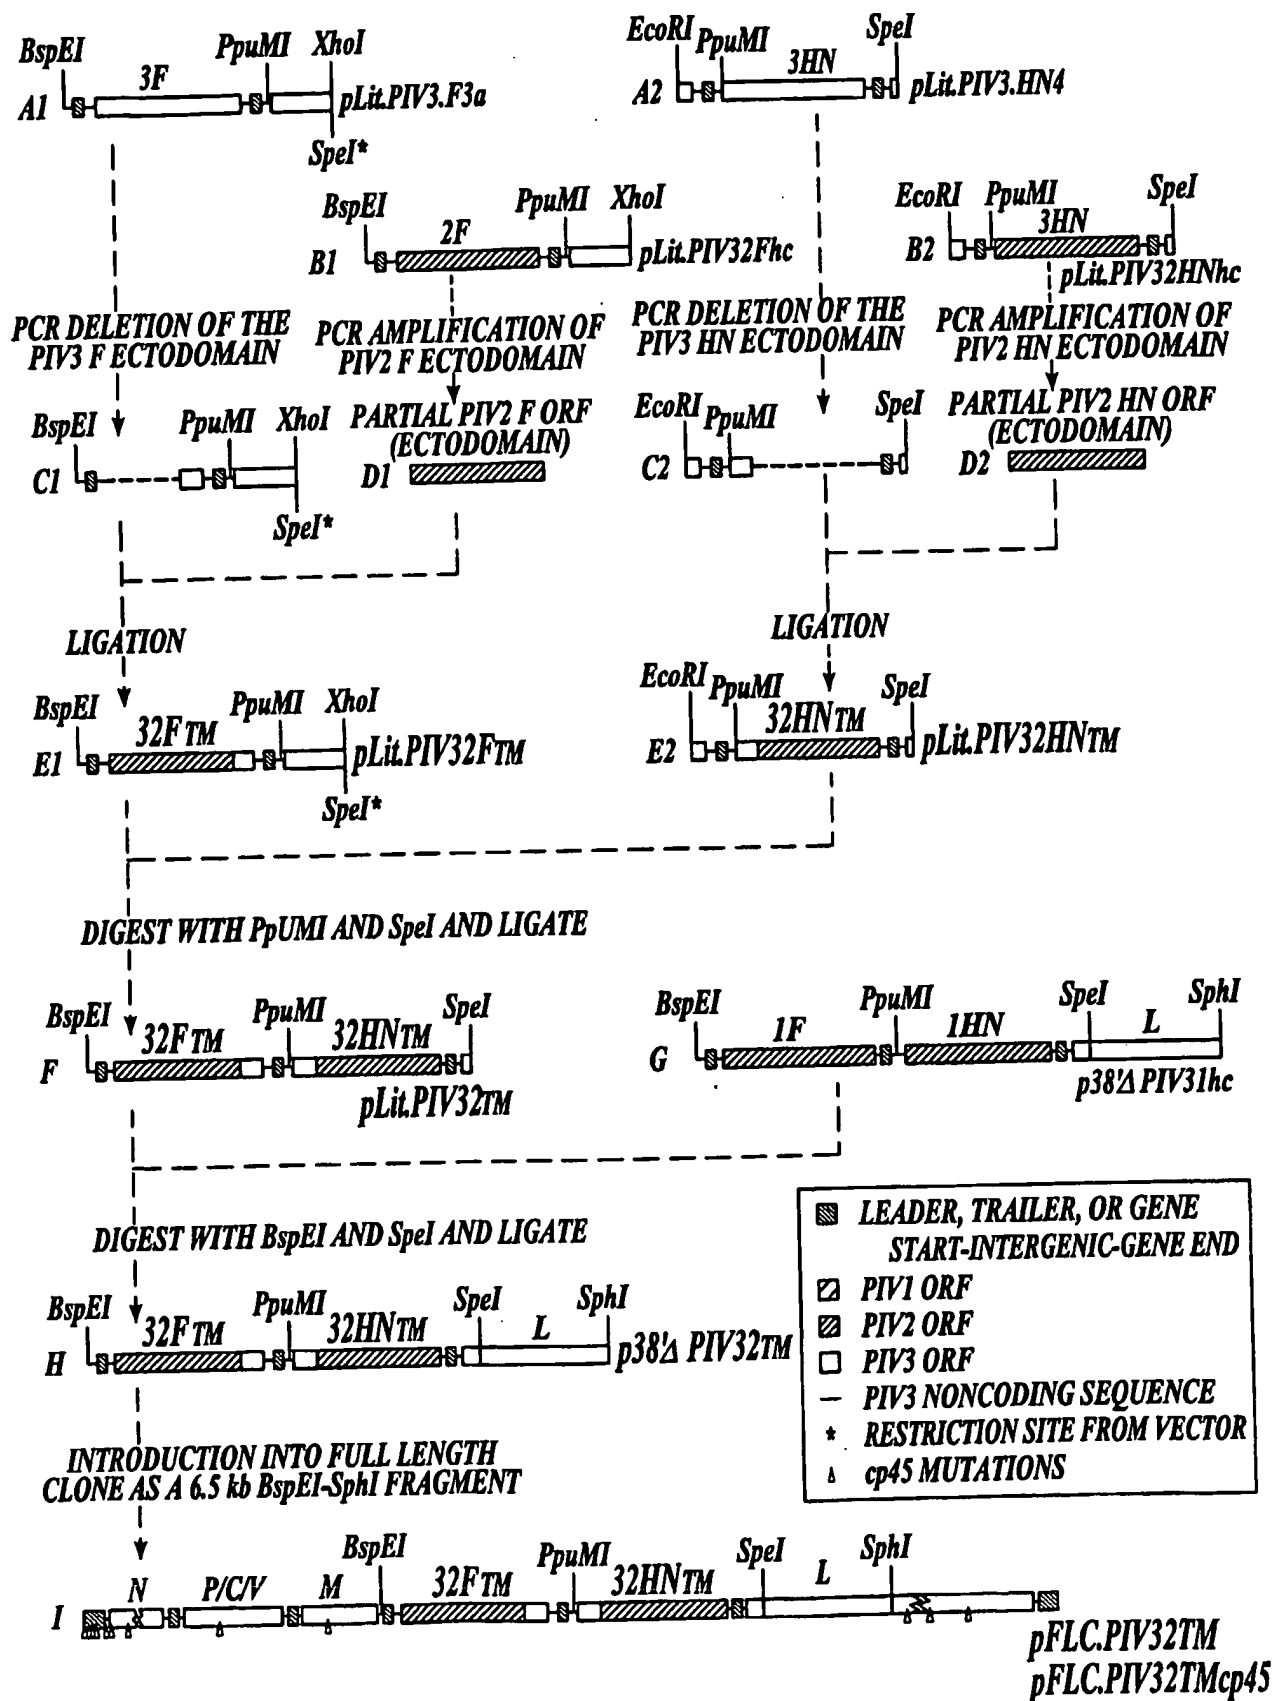 BspEI PpuMI XhoI
3F
A1 pLit.PIV3.F3a
SpeI*
EcoRI PpuMI SpeI
3HN
A2 pLit.PIV3.HN4
BspEI PpuMI XhoI
2F
B1 pLit.PIV32Fhc
EcoRI PpuMI SpeI
3HN
B2 pLit.PIV32HNhc
PCR DELETION OF THE
PIV3 F ECTODOMAIN
PCR AMPLIFICATION OF
PIV2 F ECTODOMAIN
PCR DELETION OF THE
PIV3 HN ECTODOMAIN
PCR AMPLIFICATION OF
PIV2 HN ECTODOMAIN
BspEI PpuMI XhoI
C1
SpeI*
PARTIAL PIV2 F ORF
(ECTODOMAIN)
D1
EcoRI PpuMI SpeI
C2
PARTIAL PIV2 HN ORF
(ECTODOMAIN)
D2
LIGATION
LIGATION
BspEI PpuMI XhoI
32FTM
E1 pLit.PIV32FTM
SpeI*
EcoRI PpuMI SpeI
32HNTM
E2 pLit.PIV32HNTM
DIGEST WITH PpUMI AND SpeI AND LIGATE
BspEI PpuMI SpeI
32FTM 32HNTM
F
pLit.PIV32TM
BspEI PpuMI SpeI SphI
1F 1HN L
G
p38'Δ PIV31hc
DIGEST WITH BspEI AND SpeI AND LIGATE
BspEI PpuMI SpeI SphI
32FTM 32HNTM L
H p38'Δ PIV32TM
LEADER, TRAILER, OR GENE
START-INTERGENIC-GENE END
PIV1 ORF
PIV2 ORF
PIV3 ORF
PIV3 NONCODING SEQUENCE
* RESTRICTION SITE FROM VECTOR
cp45 MUTATIONS
INTRODUCTION INTO FULL LENGTH
CLONE AS A 6.5 kb BspEI-SphI FRAGMENT
BspEI PpuMI SpeI SphI
N P/C/V M 32FTM 32HNTM L
I
pFLC.PIV32TM
pFLC.PIV32TMcp45